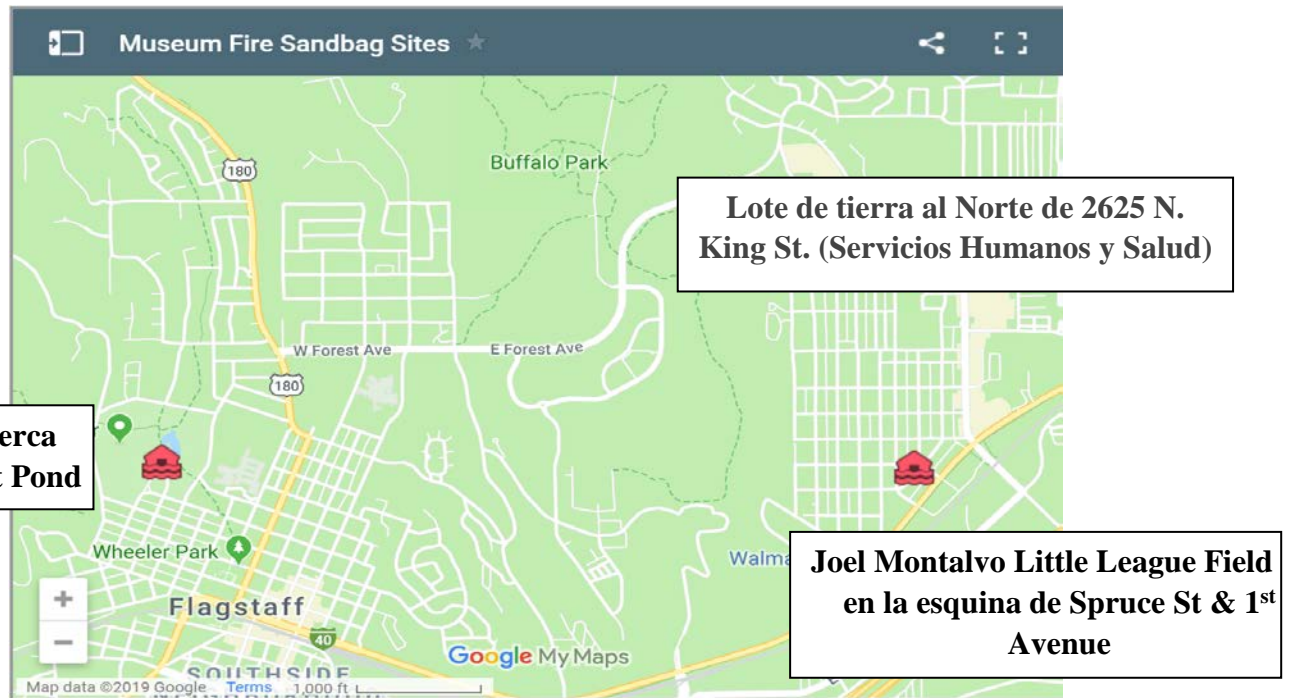 Museum Fire Sandbag Sites
180
Buffalo Park
Lote de tierra al Norte de 2625 N.
King St. (Servicios Humanos y Salud)
W Forest Ave
E Forest Ave
180
erca
t Pond
Wheeler Park
Walma
Joel Montalvo Little League Field
en la esquina de Spruce St & 1st
Avenue
+
Flagstaff
−
40
Google My Maps
SOUTHSIDE
Map data ©2019 Google Terms 1,000 ft